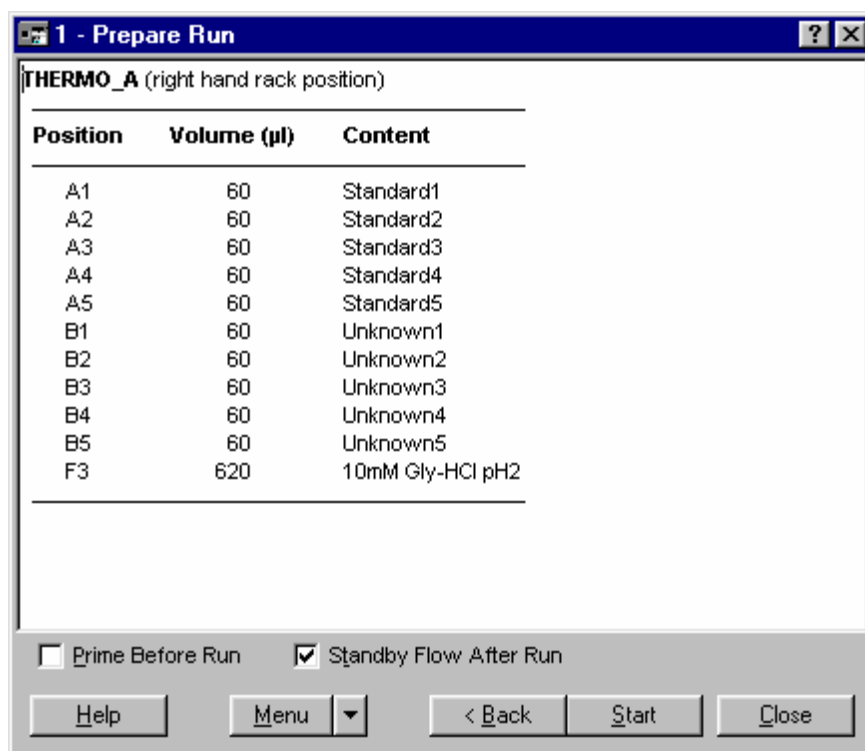 1 - Prepare Run
THERMO_A (right hand rack position)
Position Volume (µl) Content
A1 60 Standard1
A2 60 Standard2
A3 60 Standard3
A4 60 Standard4
A5 60 Standard5
B1 60 Unknown1
B2 60 Unknown2
B3 60 Unknown3
B4 60 Unknown4
B5 60 Unknown5
F3 620 10mM Gly-HCl pH2
Prime Before Run Standby Flow After Run
Help Menu < Back Start Close